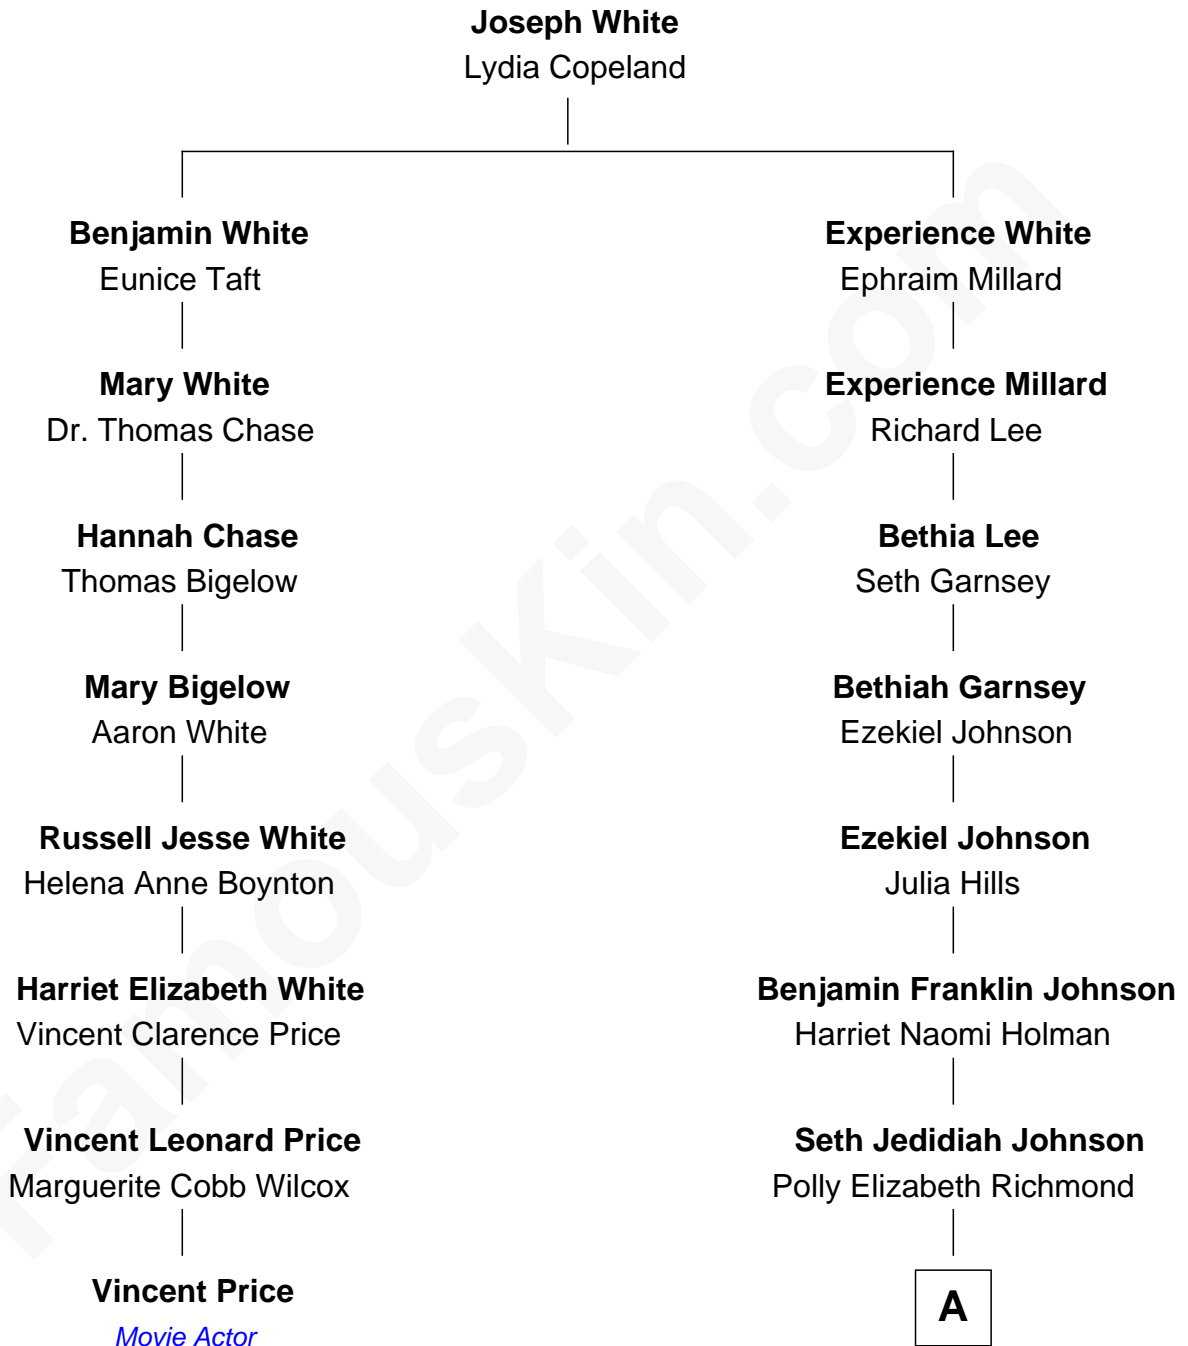 Joseph White
Lydia Copeland
Benjamin White
Eunice Taft
Mary White
Dr. Thomas Chase
Hannah Chase
Thomas Bigelow
Mary Bigelow
Aaron White
Russell Jesse White
Helena Anne Boynton
Harriet Elizabeth White
Vincent Clarence Price
Vincent Leonard Price
Marguerite Cobb Wilcox
Vincent Price
Movie Actor
Experience White
Ephraim Millard
Experience Millard
Richard Lee
Bethia Lee
Seth Garnsey
Bethiah Garnsey
Ezekiel Johnson
Ezekiel Johnson
Julia Hills
Benjamin Franklin Johnson
Harriet Naomi Holman
Seth Jedidiah Johnson
Polly Elizabeth Richmond
A
FamousKin.com